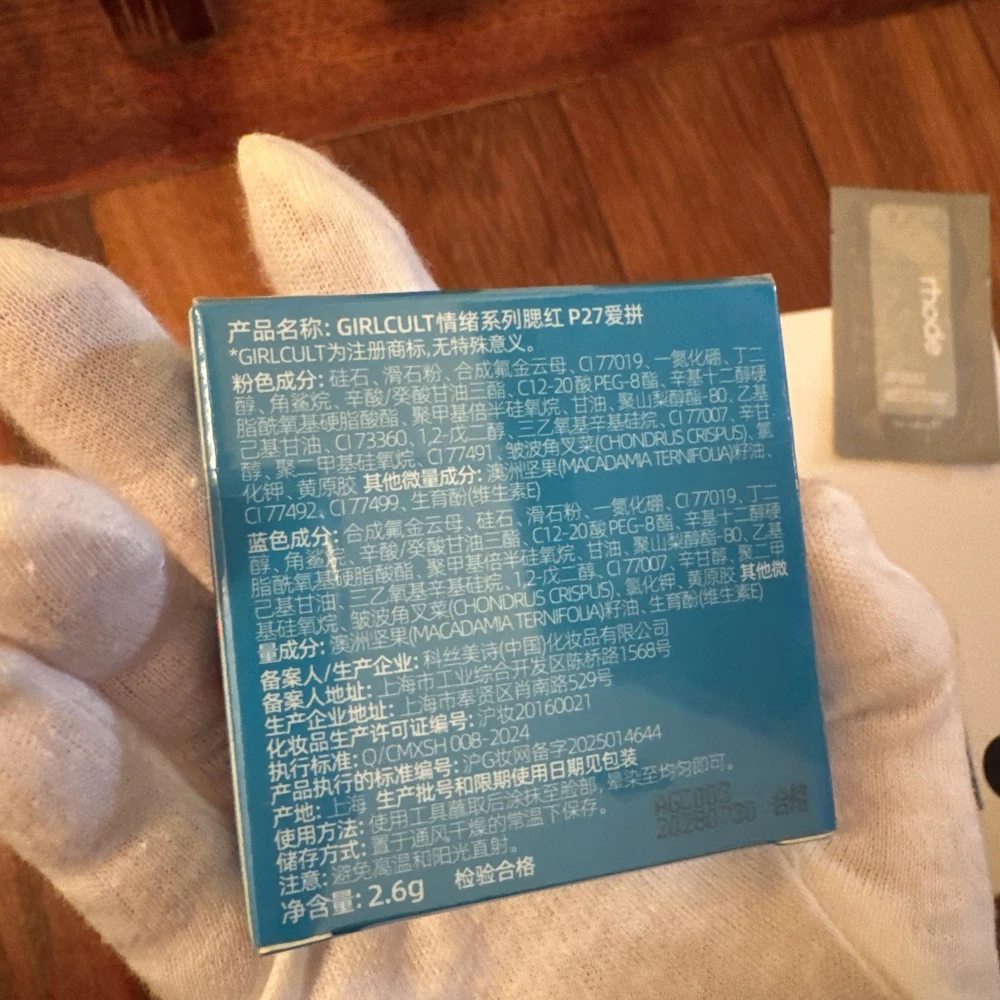 产品名称: GIRLCULT情绪系列腮红 P27爱拼
*GIRLCULT为注册商标,无特殊意义。
粉色成分: 硅石、滑石粉、合成氟金云母、CI 77019、一氮化硼、丁二
醇、角鲨烷、辛酸/癸酸甘油三酯、C12-20酸PEG-8酯、辛基十二醇硬
脂酰氧基硬脂酸酯、聚甲基倍半硅氧烷、甘油、聚山梨醇酯-80、乙基
己基甘油、CI 73360、1,2-戊二醇、三乙氧基辛基硅烷、CI 77007、辛甘
醇、聚二甲基硅氧烷、CI 77491、皱波角叉菜(CHONDRUS CRISPUS)、氯
化钾、黄原胶 其他微量成分: 澳洲坚果(MACADAMIA TERNIFOLIA)籽油、
CI 77492、CI 77499、生育酚(维生素E)
蓝色成分: 合成氟金云母、硅石、滑石粉、一氮化硼、CI 77019、丁二
醇、角鲨烷、辛酸/癸酸甘油三酯、C12-20酸PEG-8酯、辛基十二醇硬
脂酰氧基硬脂酸酯、聚甲基倍半硅氧烷、甘油、聚山梨醇酯-80、乙基
己基甘油、三乙氧基辛基硅烷、1,2-戊二醇、CI 77007、辛甘醇、聚二甲
基硅氧烷、皱波角叉菜(CHONDRUS CRISPUS)、氯化钾、黄原胶 其他微
量成分: 澳洲坚果(MACADAMIA TERNIFOLIA)籽油、生育酚(维生素E)
备案人/生产企业: 科丝美诗(中国)化妆品有限公司
备案人地址: 上海市工业综合开发区陈桥路1568号
生产企业地址: 上海市奉贤区肖南路529号
化妆品生产许可证编号: 沪妆20160021
执行标准: Q/CMXSH 008-2024
产品执行的标准编号: 沪G妆网备字2025014644
产地: 上海 生产批号和限期使用日期见包装
使用方法: 使用工具蘸取后涂抹至脸部,晕染至均匀即可。
储存方式: 置于通风干燥的常温下保存。
注意: 避免高温和阳光直射。
净含量: 2.6g 检验合格
合格
rhode